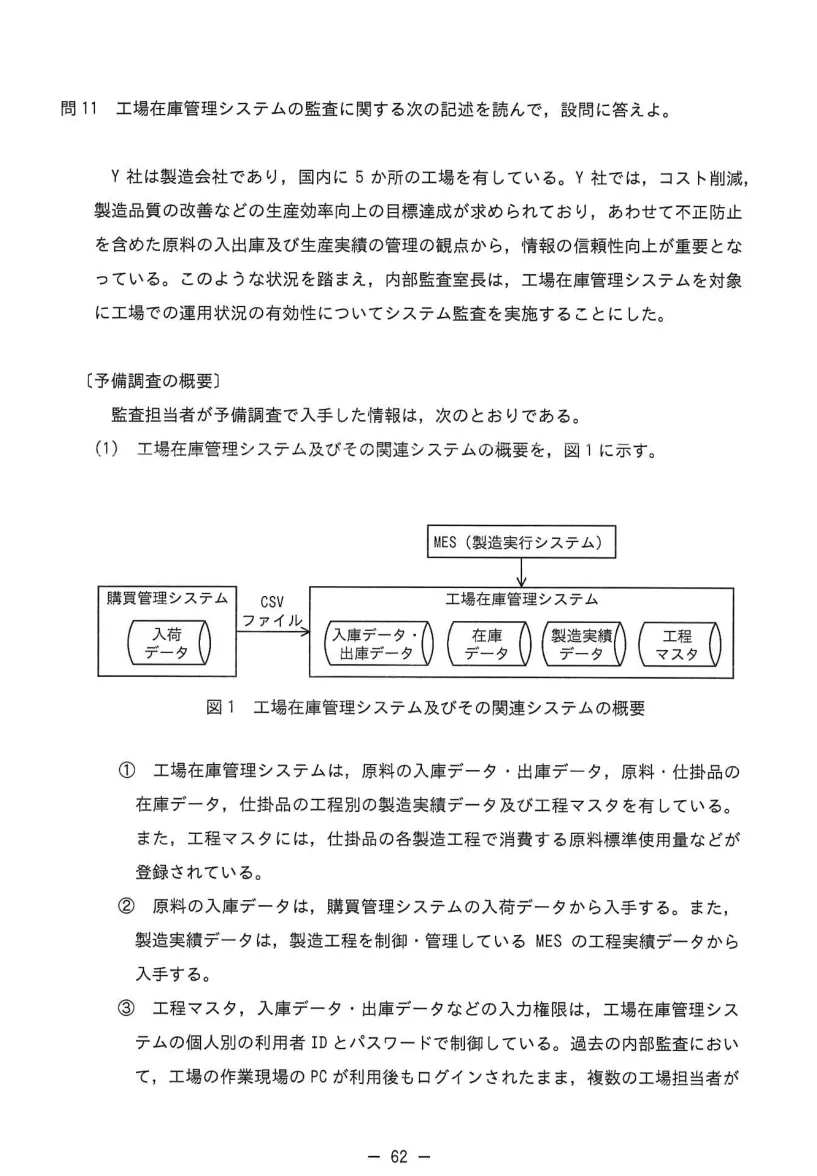 問 11 工場在庫管理システムの監査に関する次の記述を読んで，設問に答えよ。
Y 社は製造会社であり，国内に 5 か所の工場を有している。Y 社では，コスト削減，
製造品質の改善などの生産効率向上の目標達成が求められており，あわせて不正防止
を含めた原料の入出庫及び生産実績の管理の観点から，情報の信頼性向上が重要とな
っている。このような状況を踏まえ，内部監査室長は，工場在庫管理システムを対象
に工場での運用状況の有効性についてシステム監査を実施することにした。
〔予備調査の概要〕
監査担当者が予備調査で入手した情報は，次のとおりである。
(1) 工場在庫管理システム及びその関連システムの概要を，図 1 に示す。
MES（製造実行システム）
購買管理システム
入荷
データ
CSV
ファイル
工場在庫管理システム
入庫データ・
出庫データ
在庫
データ
製造実績
データ
工程
マスタ
図 1 工場在庫管理システム及びその関連システムの概要
① 工場在庫管理システムは，原料の入庫データ・出庫データ，原料・仕掛品の
在庫データ，仕掛品の工程別の製造実績データ及び工程マスタを有している。
また，工程マスタには，仕掛品の各製造工程で消費する原料標準使用量などが
登録されている。
② 原料の入庫データは，購買管理システムの入荷データから入手する。また，
製造実績データは，製造工程を制御・管理している MES の工程実績データから
入手する。
③ 工程マスタ，入庫データ・出庫データなどの入力権限は，工場在庫管理シス
テムの個人別の利用者 ID とパスワードで制御している。過去の内部監査におい
て，工場の作業現場の PC が利用後もログインされたまま，複数の工場担当者が
－ 62 －